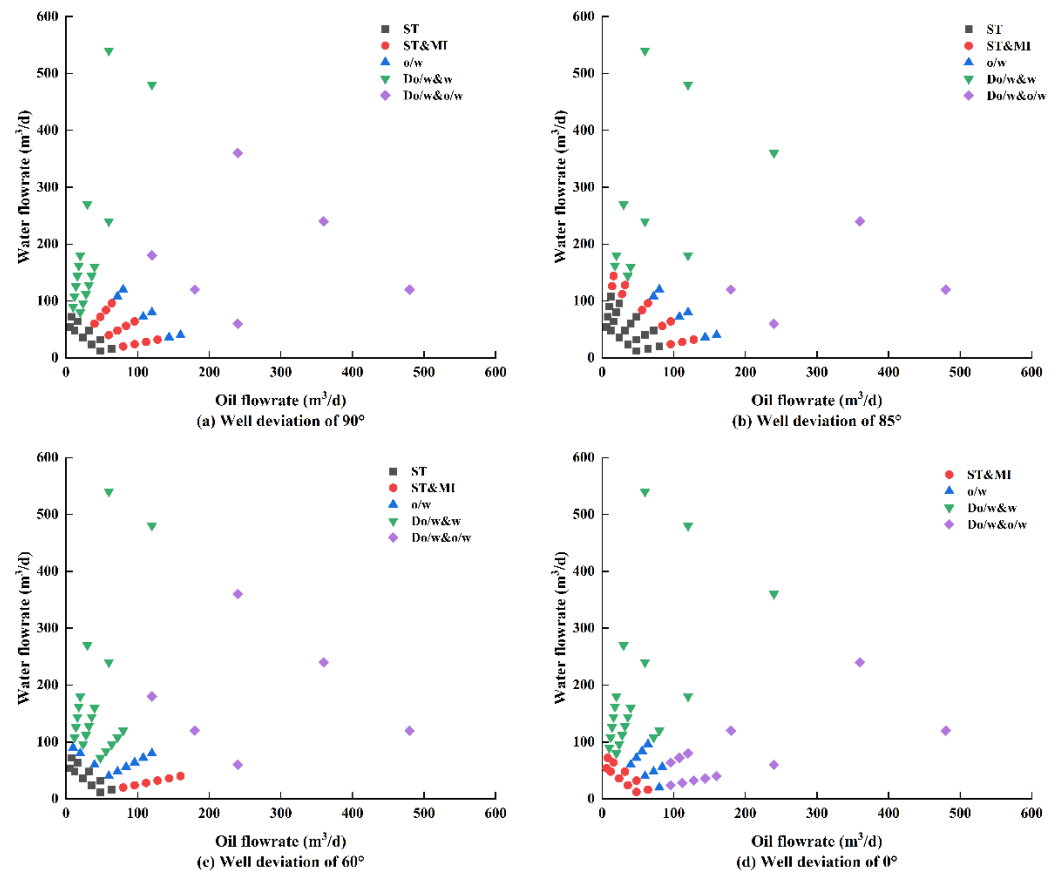 600
500
400
300
200
100
0
Water flowrate (m³/d)
ST
ST&MI
o/w
Do/w&w
Do/w&o/w
0 100 200 300 400 500 600
Oil flowrate (m³/d)
(a) Well deviation of 90°
600
500
400
300
200
100
0
Water flowrate (m³/d)
ST
ST&MI
o/w
Do/w&w
Do/w&o/w
0 100 200 300 400 500 600
Oil flowrate (m³/d)
(b) Well deviation of 85°
600
500
400
300
200
100
0
Water flowrate (m³/d)
ST
ST&MI
o/w
Do/w&w
Do/w&o/w
0 100 200 300 400 500 600
Oil flowrate (m³/d)
(c) Well deviation of 60°
600
500
400
300
200
100
0
Water flowrate (m³/d)
ST&MI
o/w
Do/w&w
Do/w&o/w
0 100 200 300 400 500 600
Oil flowrate (m³/d)
(d) Well deviation of 0°